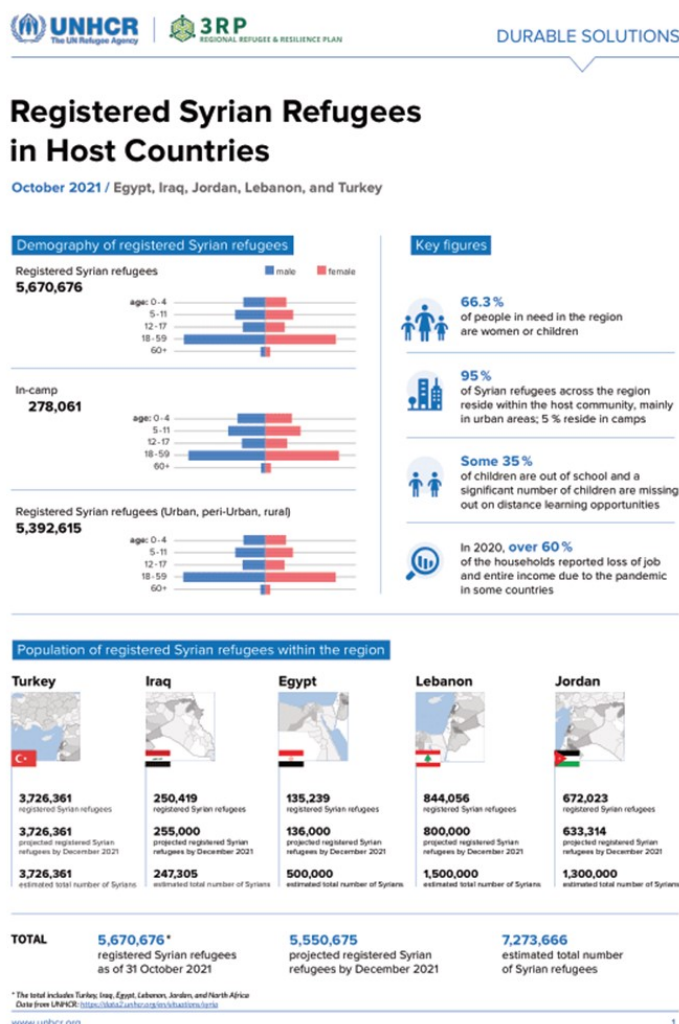 UNHCR
The UN Refugee Agency
3RP
REGIONAL REFUGEE & RESILIENCE PLAN
DURABLE SOLUTIONS
Registered Syrian Refugees
in Host Countries
October 2021 / Egypt, Iraq, Jordan, Lebanon, and Turkey
Demography of registered Syrian refugees
Registered Syrian refugees
male female
5,670,676
age: 0-4
5-11
12-17
18-59
60+
In-camp
278,061
age: 0-4
5-11
12-17
18-59
60+
Registered Syrian refugees (Urban, peri-Urban, rural)
5,392,615
age: 0-4
5-11
12-17
18-59
60+
Key figures
66.3%
of people in need in the region
are women or children
95%
of Syrian refugees across the region
reside within the host community, mainly
in urban areas; 5 % reside in camps
Some 35%
of children are out of school and a
significant number of children are missing
out on distance learning opportunities
In 2020, over 60%
of the households reported loss of job
and entire income due to the pandemic
in some countries
Population of registered Syrian refugees within the region
Turkey
3,726,361
registered Syrian refugees
3,726,361
projected registered Syrian
refugees by December 2021
3,726,361
estimated total number of Syrians
Iraq
250,419
registered Syrian refugees
255,000
projected registered Syrian
refugees by December 2021
247,305
estimated total number of Syrians
Egypt
135,239
registered Syrian refugees
136,000
projected registered Syrian
refugees by December 2021
500,000
estimated total number of Syrians
Lebanon
844,056
registered Syrian refugees
800,000
projected registered Syrian
refugees by December 2021
1,500,000
estimated total number of Syrians
Jordan
672,023
registered Syrian refugees
633,314
projected registered Syrian
refugees by December 2021
1,300,000
estimated total number of Syrians
TOTAL
5,670,676*
registered Syrian refugees
as of 31 October 2021
5,550,675
projected registered Syrian
refugees by December 2021
7,273,666
estimated total number
of Syrian refugees
* The total includes Turkey, Iraq, Egypt, Lebanon, Jordan, and North Africa
Data from UNHCR: https://data2.unhcr.org/en/situations/syria
www.unhcr.org
1